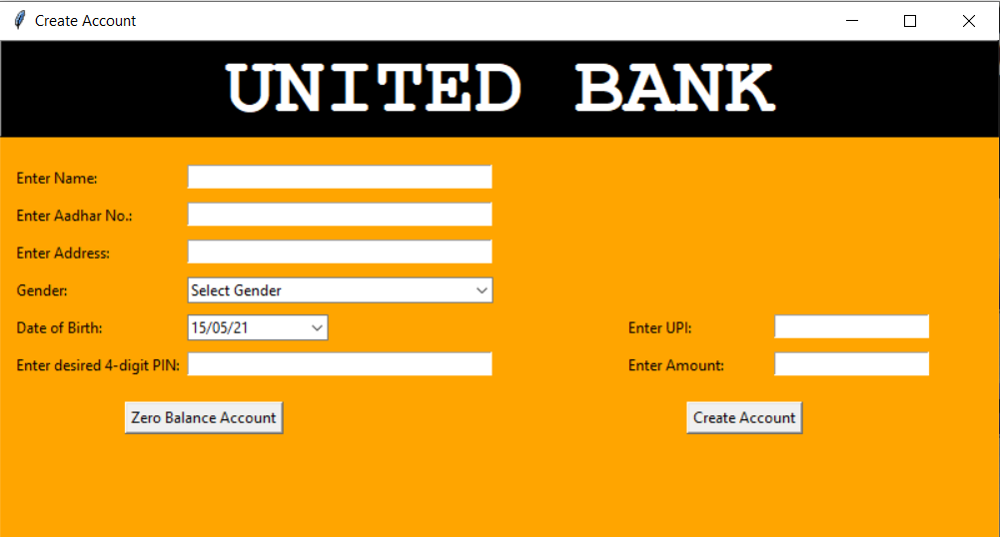 Create Account
UNITED BANK
Enter Name:
Enter Aadhar No.:
Enter Address:
Gender: Select Gender
Date of Birth: 15/05/21 Enter UPI:
Enter desired 4-digit PIN: Enter Amount:
Zero Balance Account Create Account